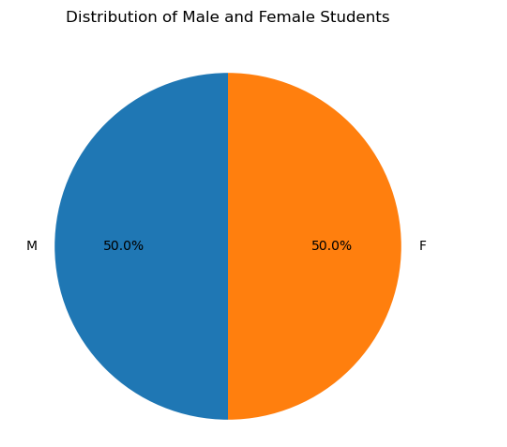 Distribution of Male and Female Students
M
50.0%
50.0%
F